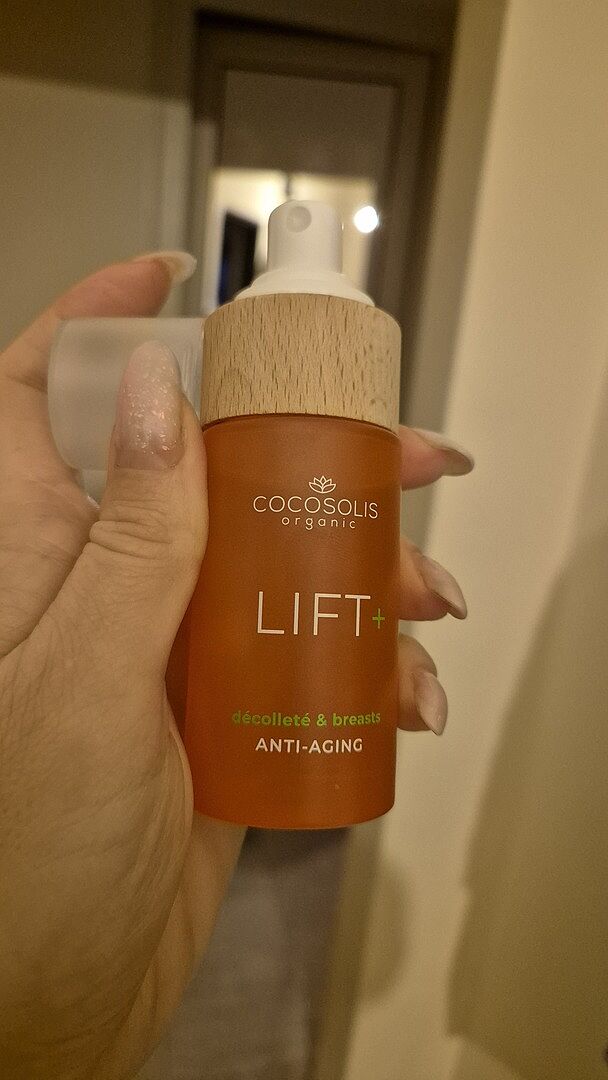 COCOSOLIS
organic
LIFT+
décolleté & breasts
ANTI-AGING